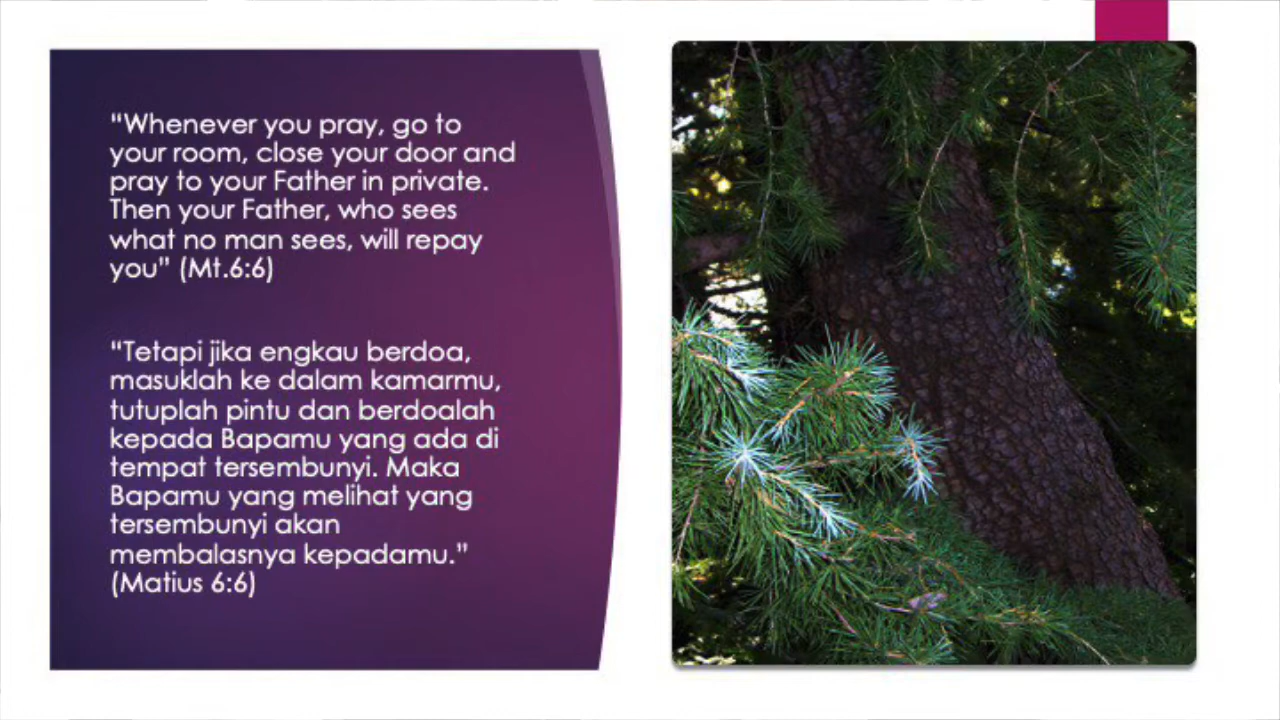 “Whenever you pray, go to
your room, close your door and
pray to your Father in private.
Then your Father, who sees
what no man sees, will repay
you” (Mt.6:6)
“Tetapi jika engkau berdoa,
masuklah ke dalam kamarmu,
tutuplah pintu dan berdoalah
kepada Bapamu yang ada di
tempat tersembunyi. Maka
Bapamu yang melihat yang
tersembunyi akan
membalasnya kepadamu.”
(Matius 6:6)